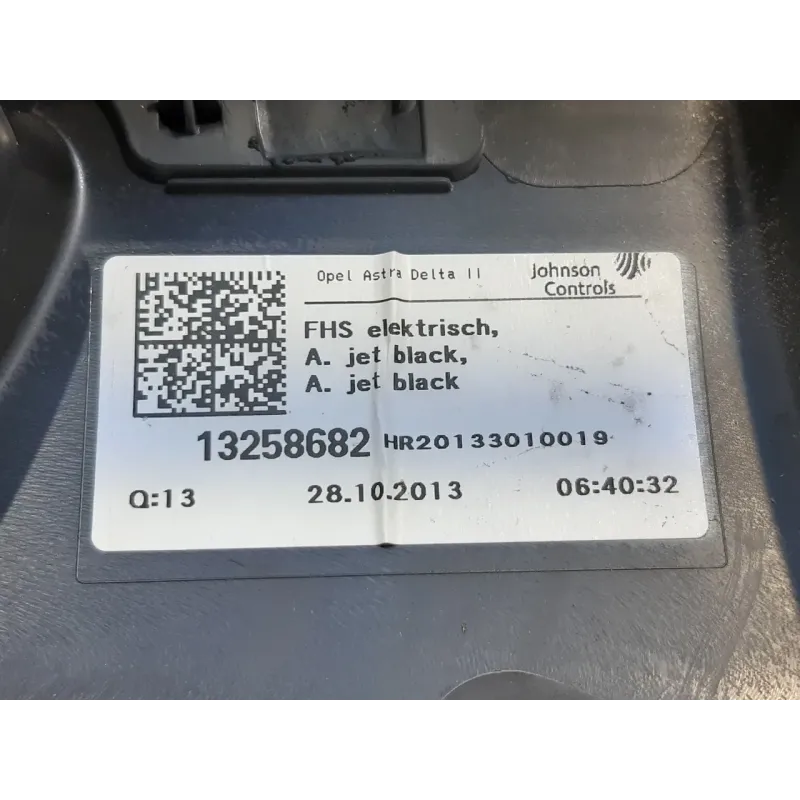 Opel Astra Delta II
Johnson
Controls
FHS elektrisch,
A. jet black,
A. jet black
13258682 HR20133010019
Q:13 28.10.2013 06:40:32